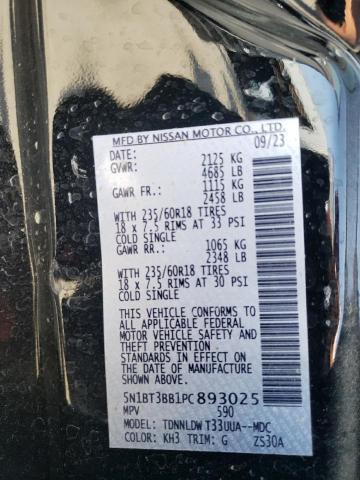 MFD BY NISSAN MOTOR CO., LTD.
DATE: 09/23
GVWR: 2125 KG
4685 LB
GAWR FR.: 1115 KG
2458 LB
WITH 235/60R18 TIRES
18 x 7.5 RIMS AT 33 PSI
COLD SINGLE
GAWR RR.: 1065 KG
2348 LB
WITH 235/60R18 TIRES
18 x 7.5 RIMS AT 30 PSI
COLD SINGLE
THIS VEHICLE CONFORMS TO
ALL APPLICABLE FEDERAL
MOTOR VEHICLE SAFETY AND
THEFT PREVENTION
STANDARDS IN EFFECT ON
THE DATE OF MANUFACTURE
SHOWN ABOVE.
5N1BT3BB1PC893025
MPV 590
MODEL: TDNNLDW T33UUA--MDC
COLOR: KH3 TRIM: G ZS30A